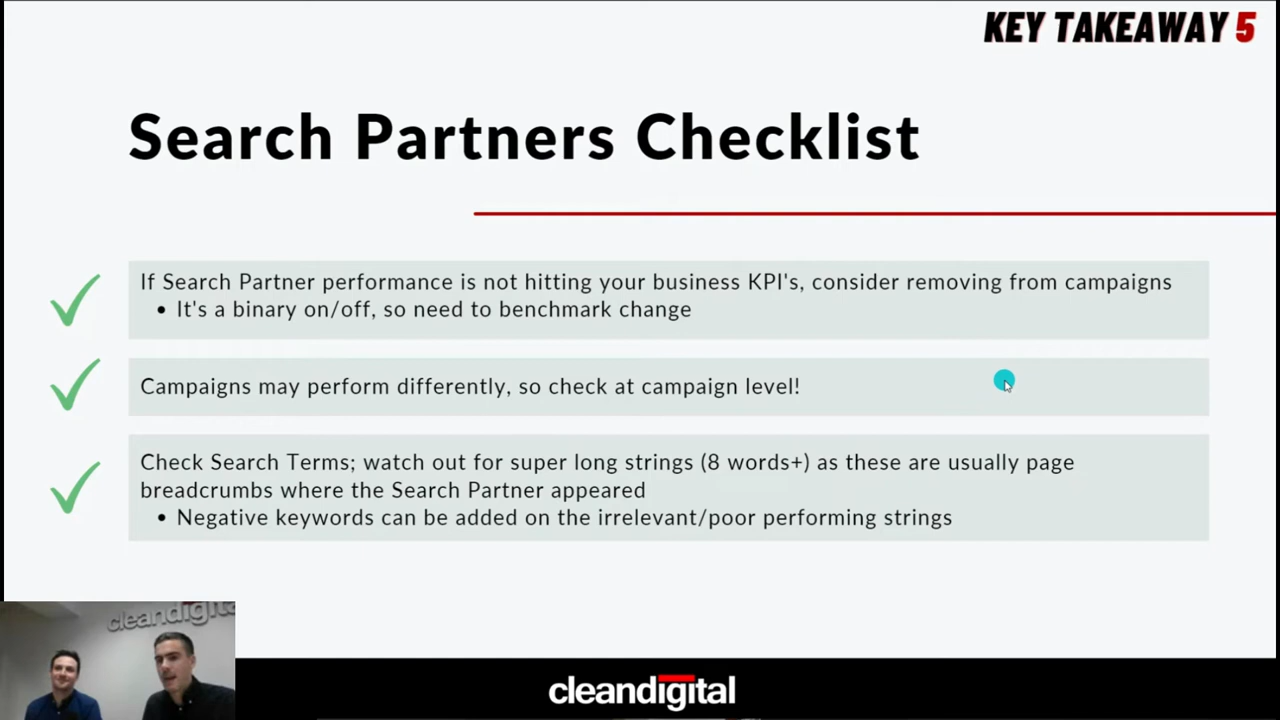 KEY TAKEAWAY 5
Search Partners Checklist
If Search Partner performance is not hitting your business KPI's, consider removing from campaigns
• It's a binary on/off, so need to benchmark change
Campaigns may perform differently, so check at campaign level!
Check Search Terms; watch out for super long strings (8 words+) as these are usually page
breadcrumbs where the Search Partner appeared
• Negative keywords can be added on the irrelevant/poor performing strings
cleandigital
cleandigital